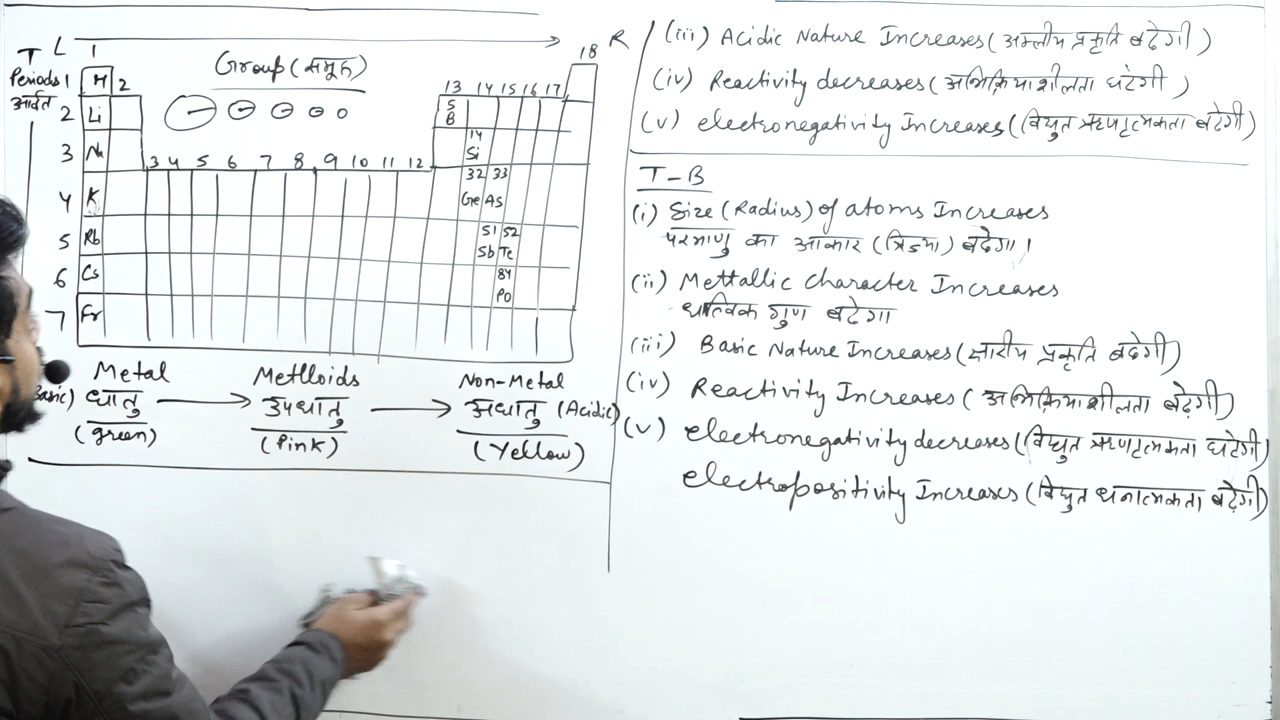 T L 1 18 R
Periods 1 H 2 Group (समूह) 13 14 15 16 17
आर्वत
2 Li 5
B
3 Na 14
Si
3 4 5 6 7 8 9 10 11 12
32 33
4 K Ge As
5 Rb 51 52
Sb Te
6 Cs 84
Po
7 Fr
Metal Metlloids Non-Metal
Basic) धातु उपधातु अधातु (Acidic)
(green) (Pink) (Yellow)
(iii) Acidic Nature Increases (अम्लीय प्रकृति बढ़ेगी)
(iv) Reactivity decreases (अभिक्रियाशीलता घटेगी)
(v) electronegativity Increases (विद्युत ऋणात्मकता बढ़ेगी)
T-B
(i) Size (Radius) of atoms Increases
परमाणु का आकार (त्रिज्या) बढ़ेगा।
(ii) Mettallic Character Increases
धात्विक गुण बढ़ेगा
(iii) Basic Nature Increases (क्षारीय प्रकृति बढ़ेगी)
(iv) Reactivity Increases (अभिक्रियाशीलता बढ़ेगी)
(v) electronegativity decreases (विद्युत ऋणात्मकता घटेगी)
electropositivity Increases (विद्युत धनात्मकता बढ़ेगी)